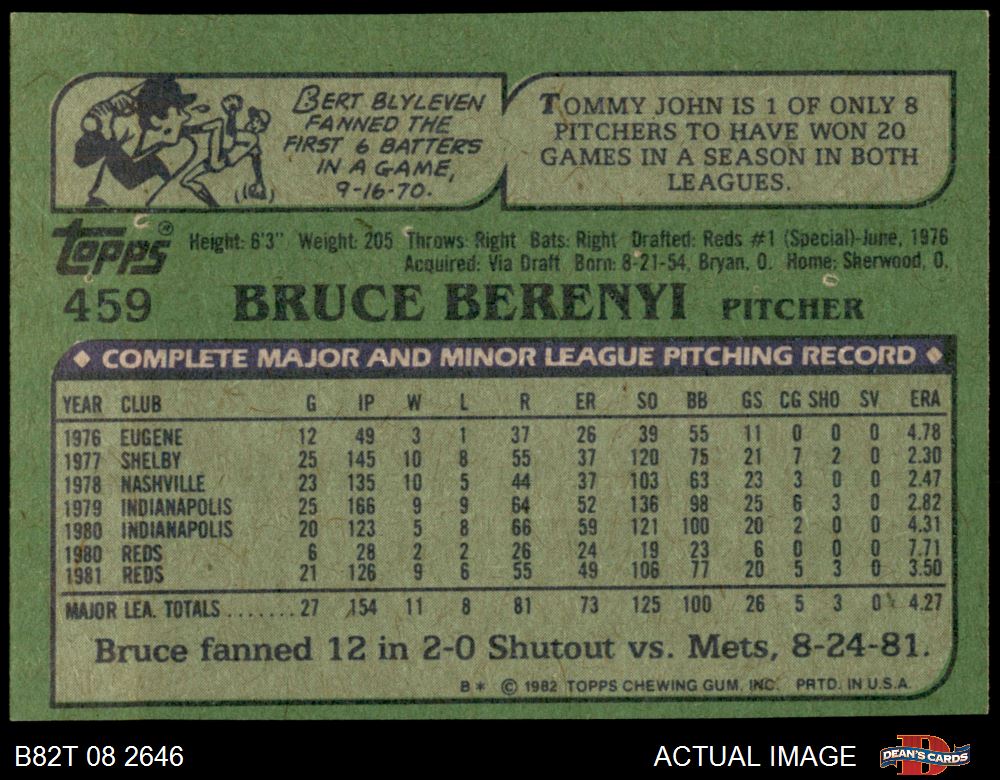 BERT BLYLEVEN
FANNED THE
FIRST 6 BATTERS
IN A GAME,
9-16-70.
TOMMY JOHN IS 1 OF ONLY 8
PITCHERS TO HAVE WON 20
GAMES IN A SEASON IN BOTH
LEAGUES.
topps®
Height: 6'3" Weight: 205 Throws: Right Bats: Right Drafted: Reds #1 (Special)-June, 1976
Acquired: Via Draft Born: 8-21-54, Bryan, O. Home: Sherwood, O.
459 BRUCE BERENYI PITCHER
◆ COMPLETE MAJOR AND MINOR LEAGUE PITCHING RECORD ◆
YEAR CLUB G IP W L R ER SO BB GS CG SHO SV ERA
1976 EUGENE 12 49 3 1 37 26 39 55 11 0 0 0 4.78
1977 SHELBY 25 145 10 8 55 37 120 75 21 7 2 0 2.30
1978 NASHVILLE 23 135 10 5 44 37 103 63 23 3 0 0 2.47
1979 INDIANAPOLIS 25 166 9 9 64 52 136 98 25 6 3 0 2.82
1980 INDIANAPOLIS 20 123 5 8 66 59 121 100 20 2 0 0 4.31
1980 REDS 6 28 2 2 26 24 19 23 6 0 0 0 7.71
1981 REDS 21 126 9 6 55 49 106 77 20 5 3 0 3.50
MAJOR LEA. TOTALS ....... 27 154 11 8 81 73 125 100 26 5 3 0 4.27
Bruce fanned 12 in 2-0 Shutout vs. Mets, 8-24-81.
B* © 1982 TOPPS CHEWING GUM, INC. PRTD. IN U.S.A.
B82T 08 2646
ACTUAL IMAGE
D
DEAN'S CARDS